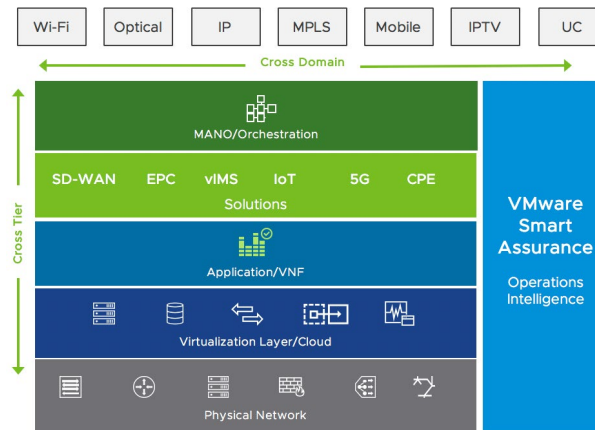 Wi-Fi
Optical
IP
MPLS
Mobile
IPTV
UC
Cross Domain
Cross Tier
MANO/Orchestration
SD-WAN EPC vIMS IoT 5G CPE
Solutions
Application/VNF
Virtualization Layer/Cloud
Physical Network
VMware
Smart
Assurance
Operations
Intelligence